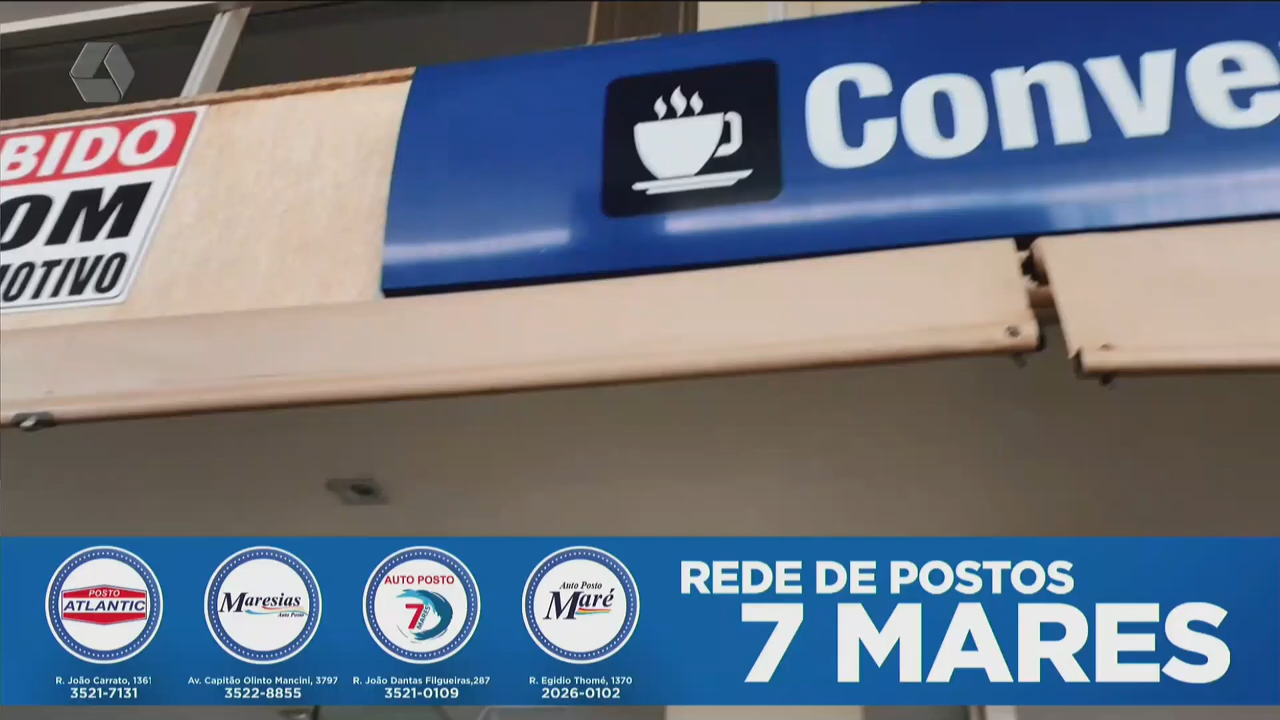 BIDO
OM
MOTIVO
Conve
POSTO
ATLANTIC
R. João Carrato, 1361
3521-7131
Maresias
Auto Posto
Av. Capitão Olinto Mancini, 3797
3522-8855
AUTO POSTO
7
MARES
R. João Dantas Filgueiras,287
3521-0109
Auto Posto
Maré
R. Egidio Thomé, 1370
2026-0102
REDE DE POSTOS
7 MARES